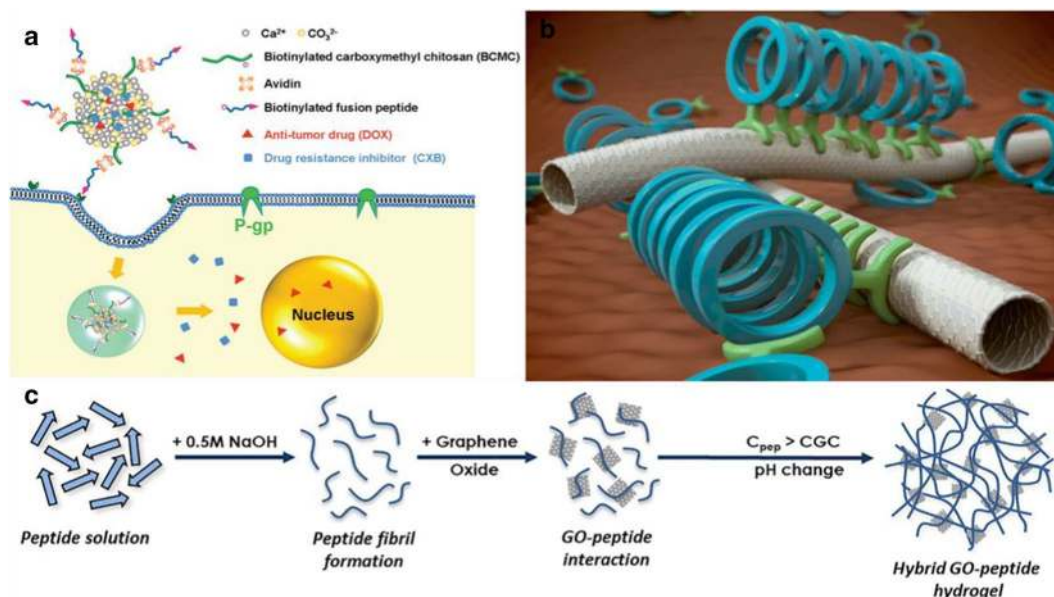 a
Ca²⁺ CO₃²⁻
Biotinylated carboxymethyl chitosan (BCMC)
Avidin
Biotinylated fusion peptide
Anti-tumor drug (DOX)
Drug resistance inhibitor (CXB)
P-gp
Nucleus
b
c
+ 0.5M NaOH
+ Graphene
Oxide
C_pep > CGC
pH change
Peptide solution
Peptide fibril
formation
GO-peptide
interaction
Hybrid GO-peptide
hydrogel